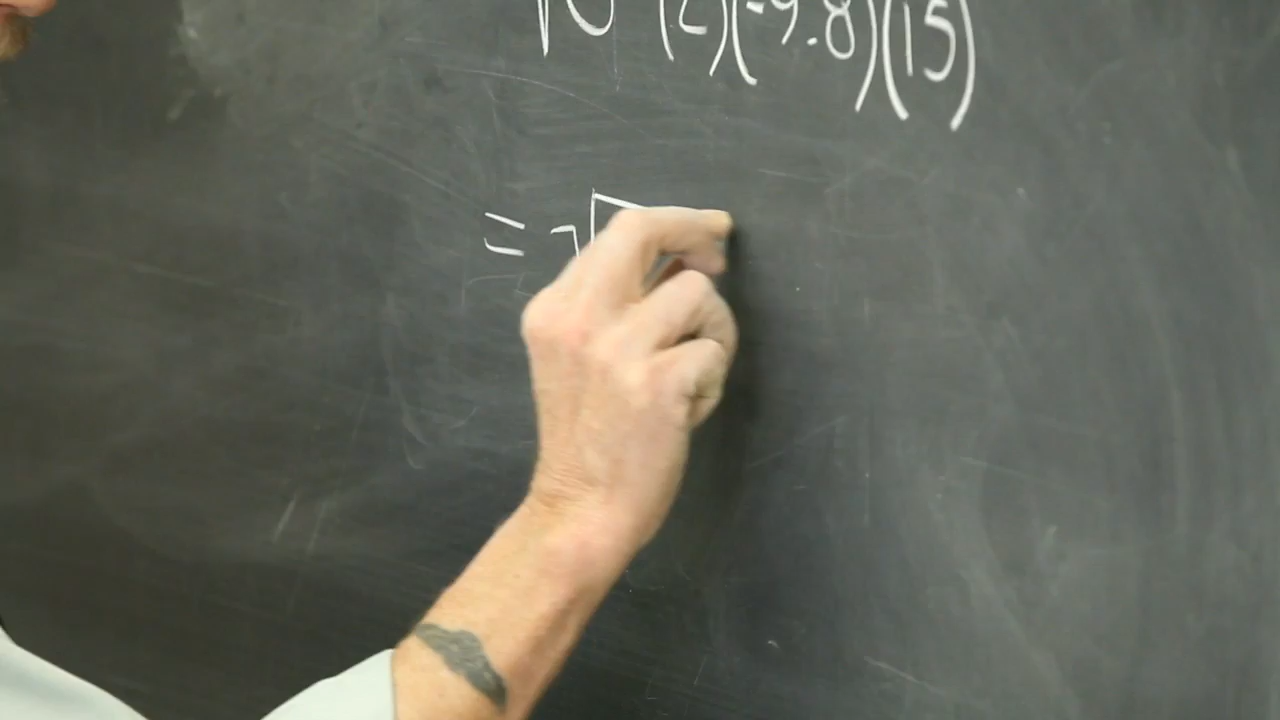 (2)(-9.8)(15)
= √